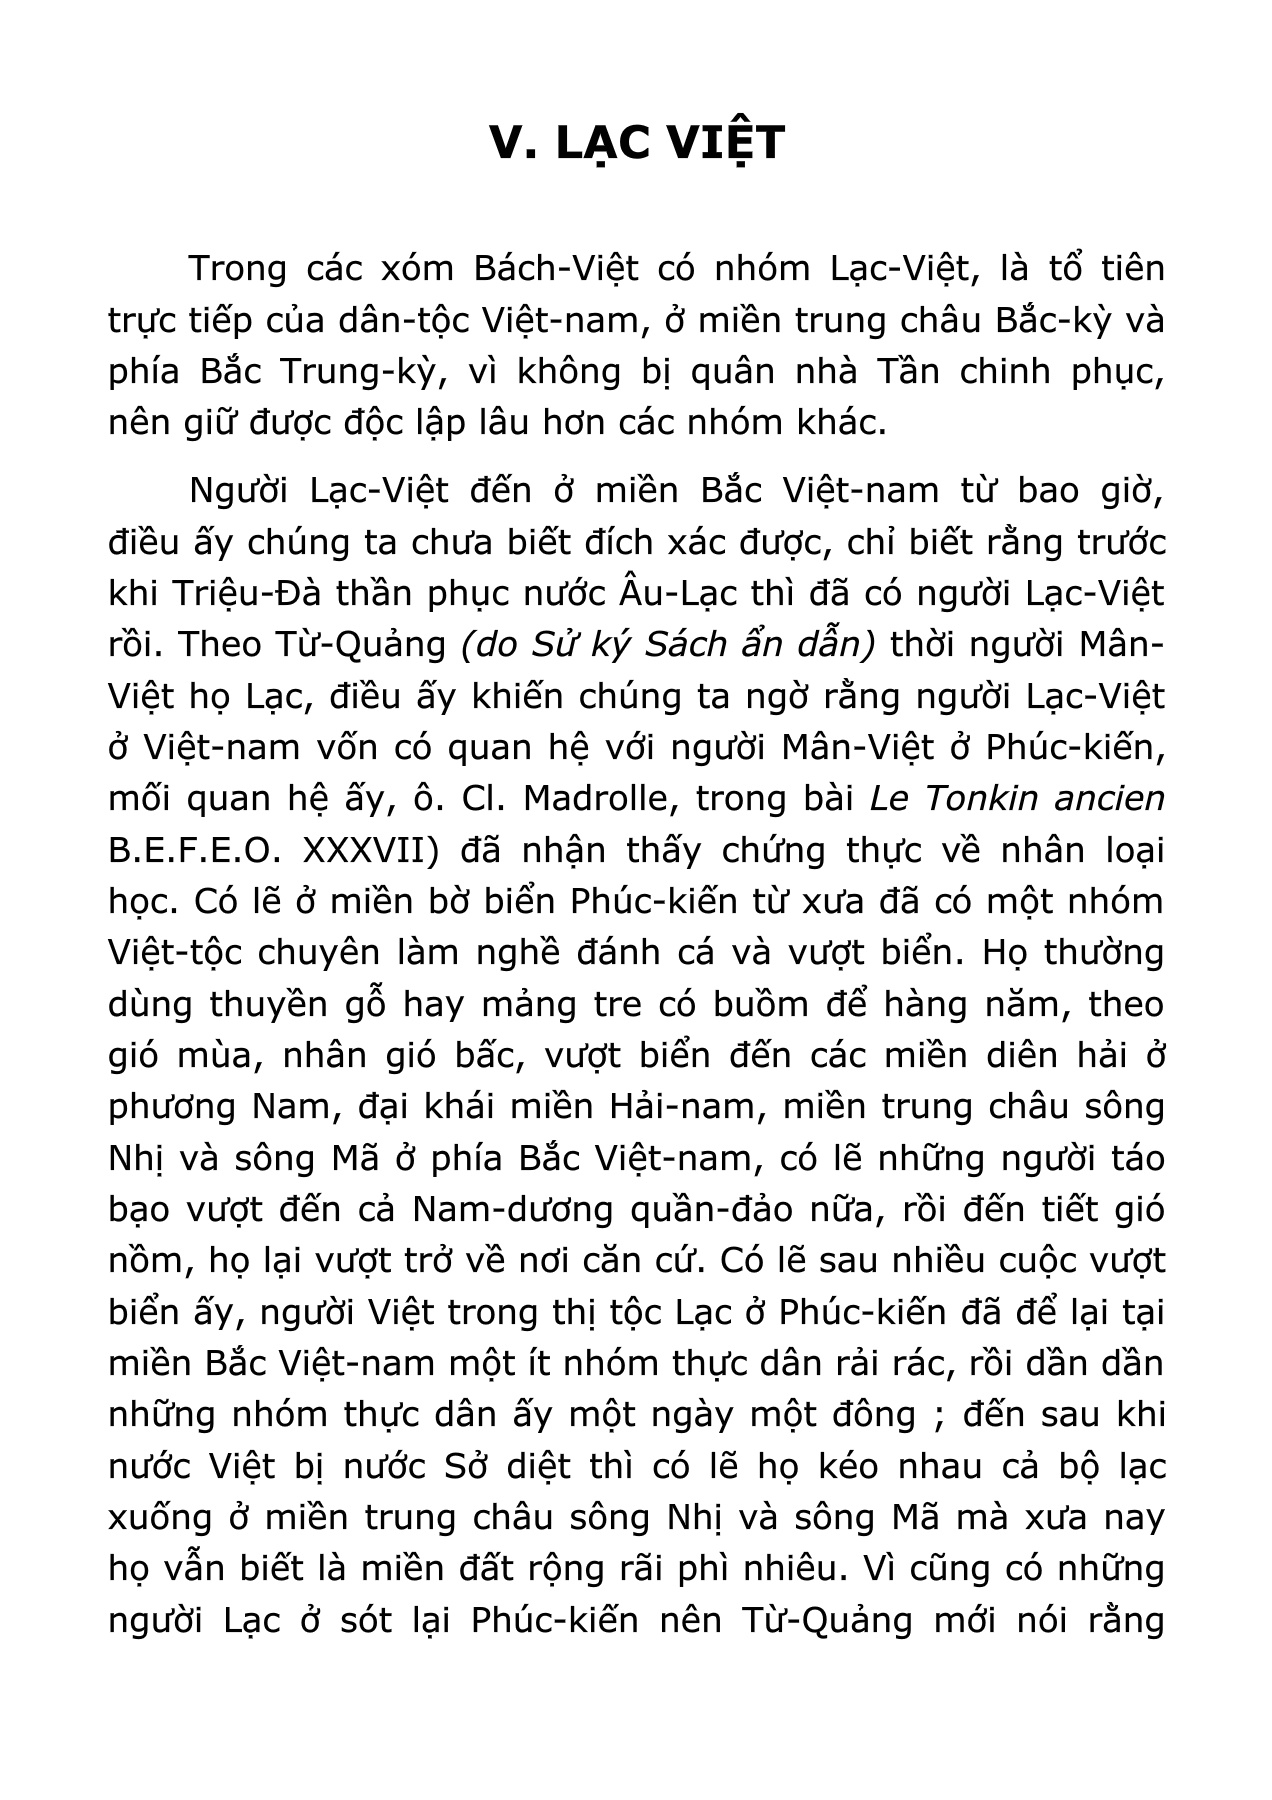 V. LẠC VIỆT
Trong các xóm Bách-Việt có nhóm Lạc-Việt, là tổ tiên
trực tiếp của dân-tộc Việt-nam, ở miền trung châu Bắc-kỳ và
phía Bắc Trung-kỳ, vì không bị quân nhà Tần chinh phục,
nên giữ được độc lập lâu hơn các nhóm khác.
Người Lạc-Việt đến ở miền Bắc Việt-nam từ bao giờ,
điều ấy chúng ta chưa biết đích xác được, chỉ biết rằng trước
khi Triệu-Đà thần phục nước Âu-Lạc thì đã có người Lạc-Việt
rồi. Theo Từ-Quảng (do Sử ký Sách ẩn dẫn) thời người Mân-
Việt họ Lạc, điều ấy khiến chúng ta ngờ rằng người Lạc-Việt
ở Việt-nam vốn có quan hệ với người Mân-Việt ở Phúc-kiến,
mối quan hệ ấy, ô. Cl. Madrolle, trong bài Le Tonkin ancien
B.E.F.E.O. XXXVII) đã nhận thấy chứng thực về nhân loại
học. Có lẽ ở miền bờ biển Phúc-kiến từ xưa đã có một nhóm
Việt-tộc chuyên làm nghề đánh cá và vượt biển. Họ thường
dùng thuyền gỗ hay mảng tre có buồm để hàng năm, theo
gió mùa, nhân gió bấc, vượt biển đến các miền diên hải ở
phương Nam, đại khái miền Hải-nam, miền trung châu sông
Nhị và sông Mã ở phía Bắc Việt-nam, có lẽ những người táo
bạo vượt đến cả Nam-dương quần-đảo nữa, rồi đến tiết gió
nồm, họ lại vượt trở về nơi căn cứ. Có lẽ sau nhiều cuộc vượt
biển ấy, người Việt trong thị tộc Lạc ở Phúc-kiến đã để lại tại
miền Bắc Việt-nam một ít nhóm thực dân rải rác, rồi dần dần
những nhóm thực dân ấy một ngày một đông ; đến sau khi
nước Việt bị nước Sở diệt thì có lẽ họ kéo nhau cả bộ lạc
xuống ở miền trung châu sông Nhị và sông Mã mà xưa nay
họ vẫn biết là miền đất rộng rãi phì nhiêu. Vì cũng có những
người Lạc ở sót lại Phúc-kiến nên Từ-Quảng mới nói rằng